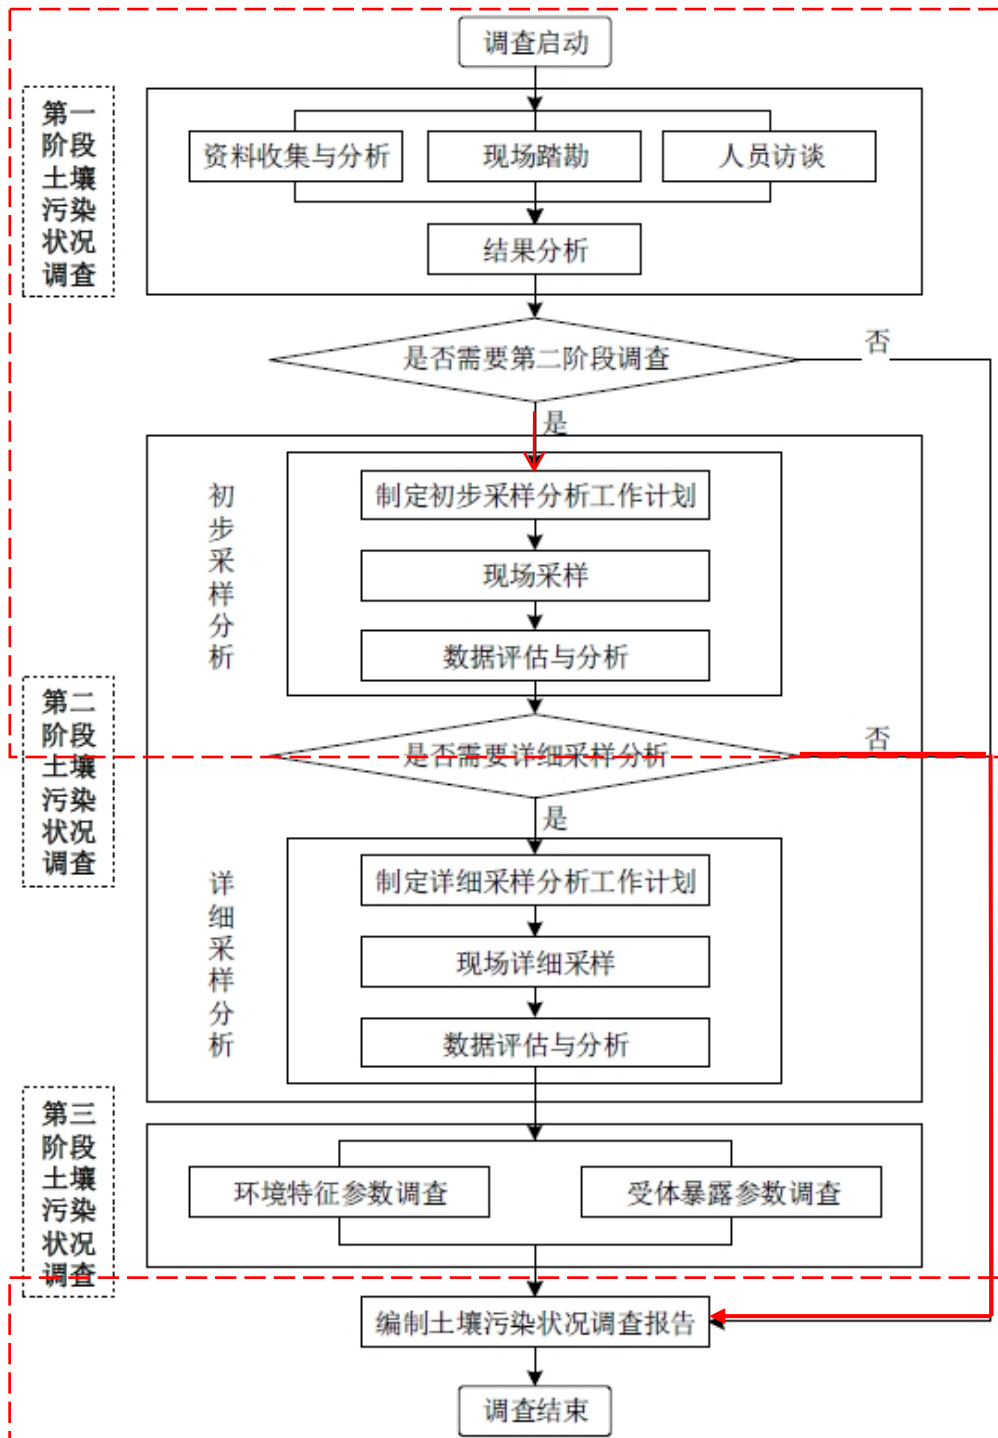 调查启动
第一
阶段
土壤
污染
状况
调查
资料收集与分析
现场踏勘
人员访谈
结果分析
是否需要第二阶段调查
否
是
初
步
采
样
分
析
制定初步采样分析工作计划
现场采样
数据评估与分析
第二
阶段
土壤
污染
状况
调查
是否需要详细采样分析
否
是
详
细
采
样
分
析
制定详细采样分析工作计划
现场详细采样
数据评估与分析
第三
阶段
土壤
污染
状况
调查
环境特征参数调查
受体暴露参数调查
编制土壤污染状况调查报告
调查结束